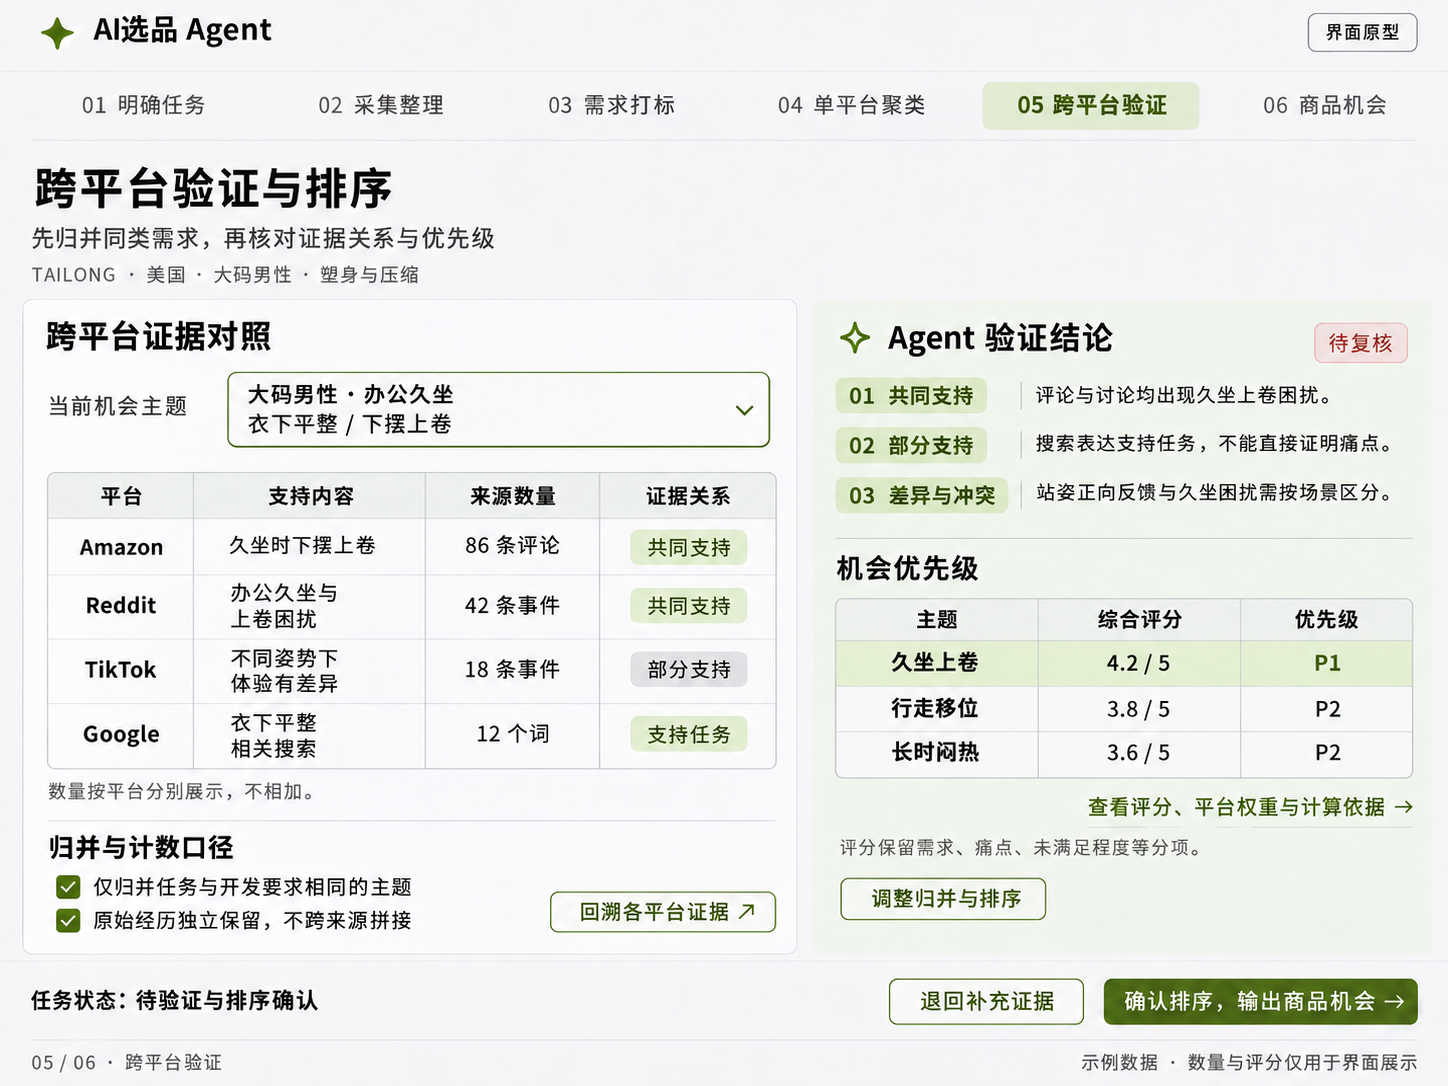 AI选品 Agent
界面原型
01 明确任务
02 采集整理
03 需求打标
04 单平台聚类
05 跨平台验证
06 商品机会
跨平台验证与排序
先归并同类需求，再核对证据关系与优先级
TAILONG · 美国 · 大码男性 · 塑身与压缩
跨平台证据对照
当前机会主题
大码男性 · 办公久坐
衣下平整 / 下摆上卷
平台 支持内容 来源数量 证据关系
Amazon 久坐时下摆上卷 86 条评论 共同支持
Reddit 办公久坐与
上卷困扰 42 条事件 共同支持
TikTok 不同姿势下
体验有差异 18 条事件 部分支持
Google 衣下平整
相关搜索 12 个词 支持任务
数量按平台分别展示，不相加。
归并与计数口径
仅归并任务与开发要求相同的主题
原始经历独立保留，不跨来源拼接
回溯各平台证据 ↗
Agent 验证结论
待复核
01 共同支持 评论与讨论均出现久坐上卷困扰。
02 部分支持 搜索表达支持任务，不能直接证明痛点。
03 差异与冲突 站姿正向反馈与久坐困扰需按场景区分。
机会优先级
主题 综合评分 优先级
久坐上卷 4.2 / 5 P1
行走移位 3.8 / 5 P2
长时闷热 3.6 / 5 P2
查看评分、平台权重与计算依据 →
评分保留需求、痛点、未满足程度等分项。
调整归并与排序
任务状态：待验证与排序确认
退回补充证据
确认排序，输出商品机会 →
05 / 06 · 跨平台验证
示例数据 · 数量与评分仅用于界面展示